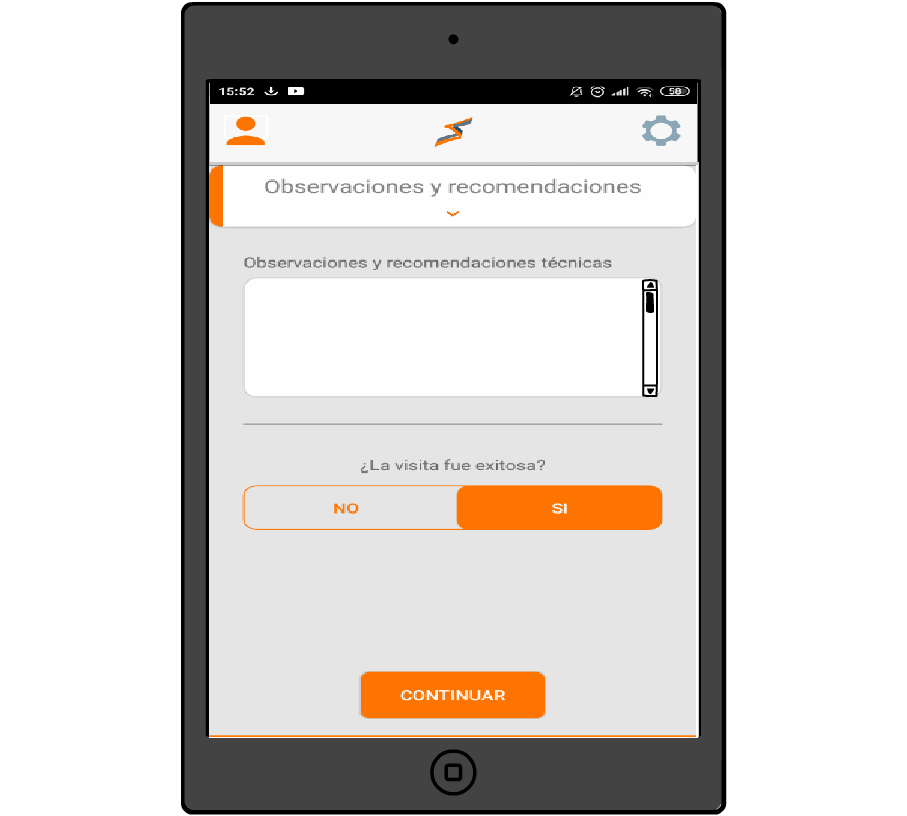 15:52
58
Observaciones y recomendaciones
Observaciones y recomendaciones técnicas
¿La visita fue exitosa?
NO
SI
CONTINUAR